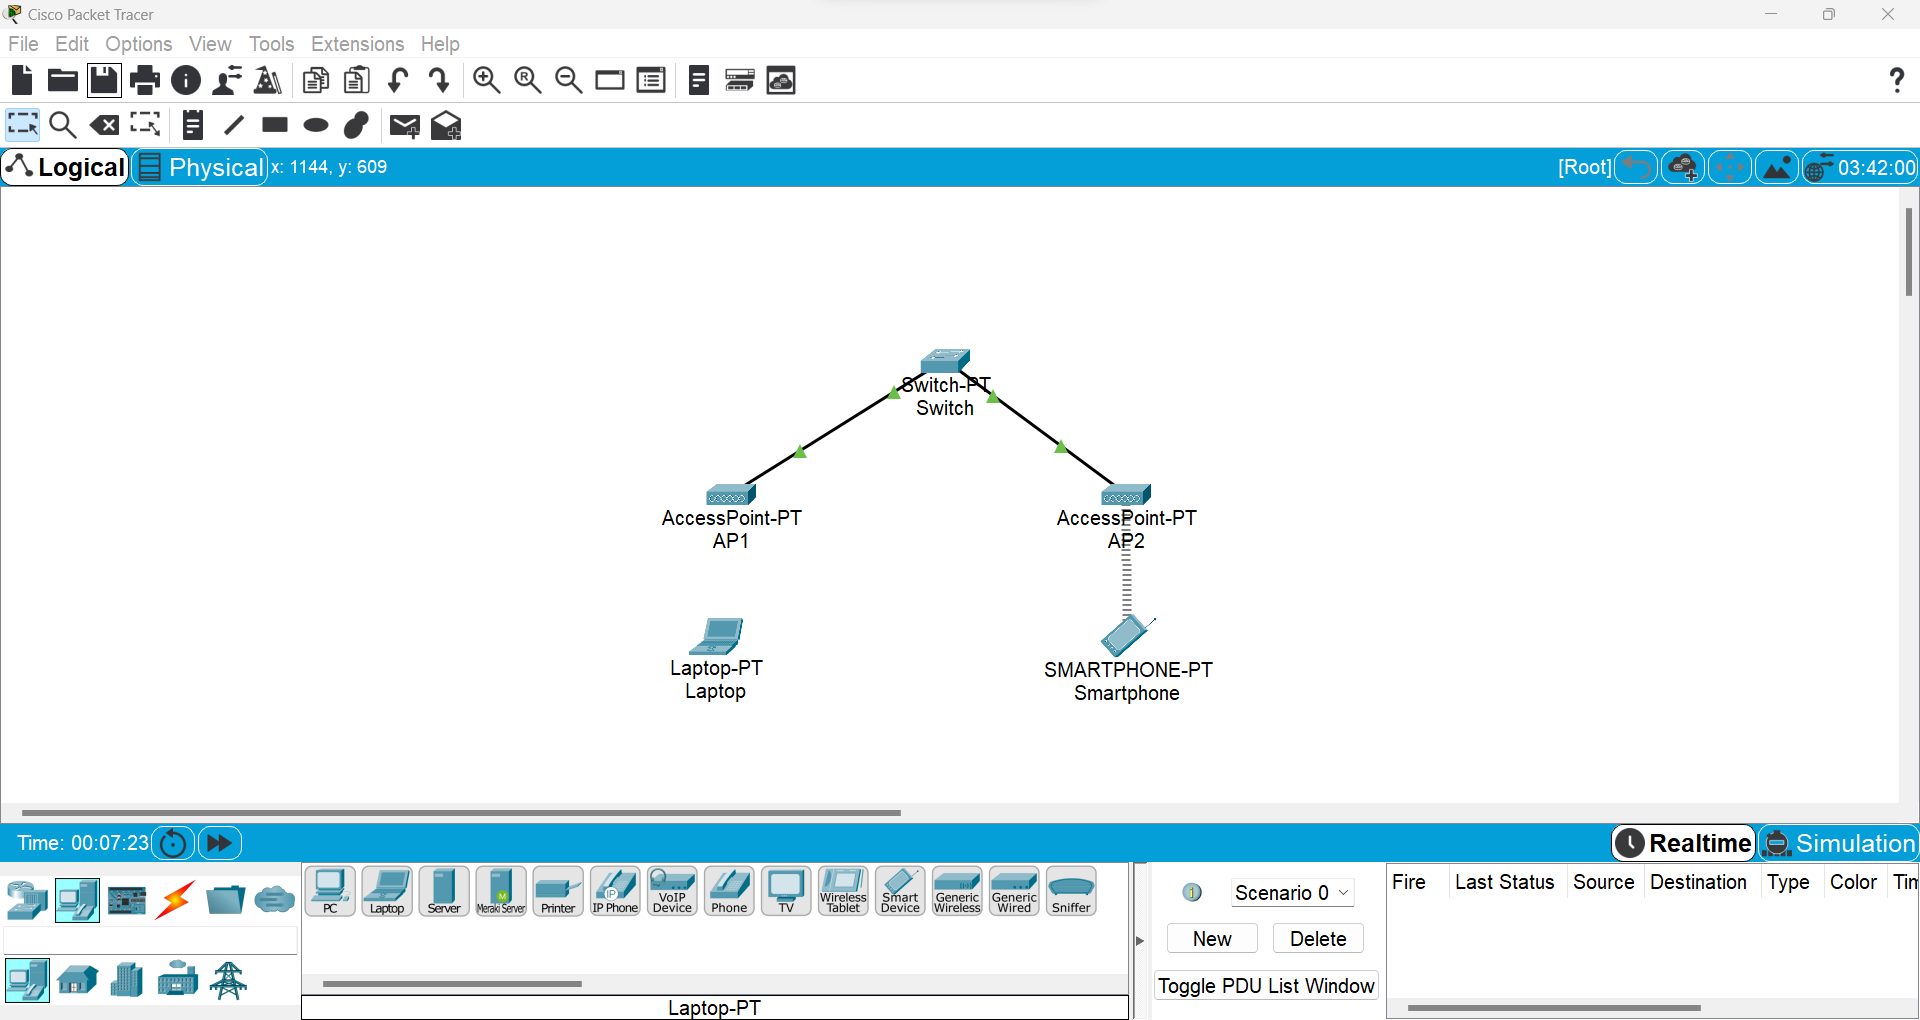 Cisco Packet Tracer
File Edit Options View Tools Extensions Help
Logical Physical x: 1144, y: 609 [Root] 03:42:00
Switch-PT
Switch
AccessPoint-PT
AP1
AccessPoint-PT
AP2
Laptop-PT
Laptop
SMARTPHONE-PT
Smartphone
Time: 00:07:23 Realtime Simulation
PC
Laptop
Server
Meraki Server
Printer
IP Phone
VoIP Device
Phone
TV
Wireless Tablet
Smart Device
Generic Wireless
Generic Wired
Sniffer
Laptop-PT
Scenario 0
New Delete
Toggle PDU List Window
Fire Last Status Source Destination Type Color Tim